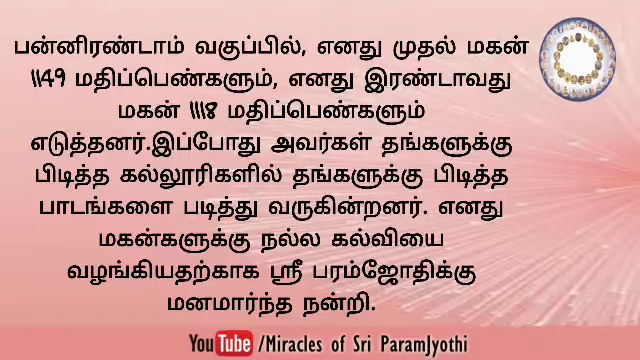 பன்னிரண்டாம் வகுப்பில், எனது முதல் மகன்
1149 மதிப்பெண்களும், எனது இரண்டாவது
மகன் 1118 மதிப்பெண்களும்
எடுத்தனர்.இப்போது அவர்கள் தங்களுக்கு
பிடித்த கல்லூரிகளில் தங்களுக்கு பிடித்த
பாடங்களை படித்து வருகின்றனர். எனது
மகன்களுக்கு நல்ல கல்வியை
வழங்கியதற்காக ஸ்ரீ பரம்ஜோதிக்கு
மனமார்ந்த நன்றி.
YouTube /Miracles of Sri ParamJyothi